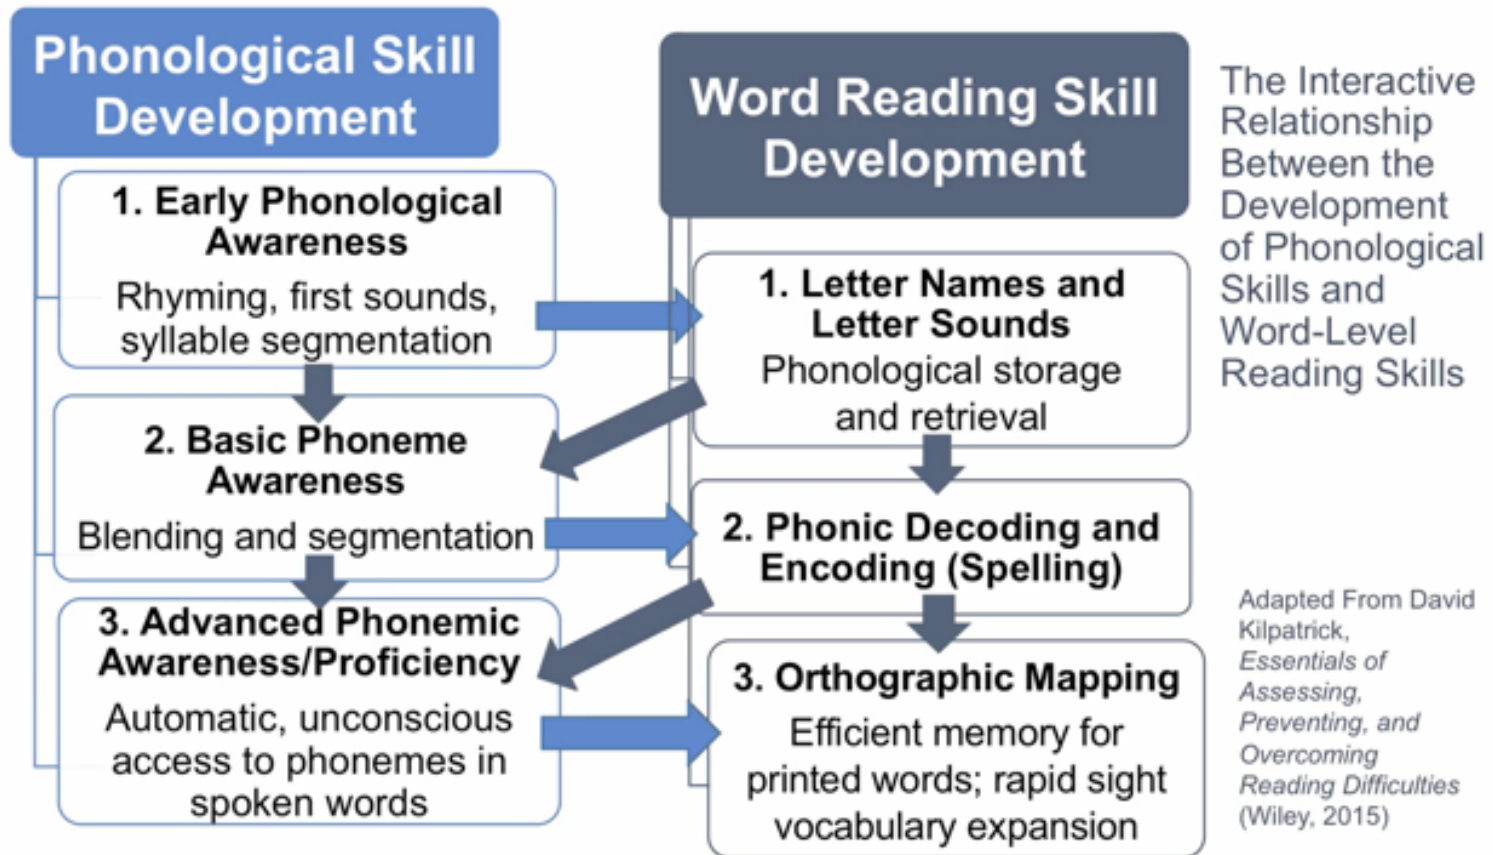 Phonological Skill
Development
1. Early Phonological
Awareness
Rhyming, first sounds,
syllable segmentation
2. Basic Phoneme
Awareness
Blending and segmentation
3. Advanced Phonemic
Awareness/Proficiency
Automatic, unconscious
access to phonemes in
spoken words
Word Reading Skill
Development
1. Letter Names and
Letter Sounds
Phonological storage
and retrieval
2. Phonic Decoding and
Encoding (Spelling)
3. Orthographic Mapping
Efficient memory for
printed words; rapid sight
vocabulary expansion
The Interactive
Relationship
Between the
Development
of Phonological
Skills and
Word-Level
Reading Skills
Adapted From David
Kilpatrick,
Essentials of
Assessing,
Preventing, and
Overcoming
Reading Difficulties
(Wiley, 2015)